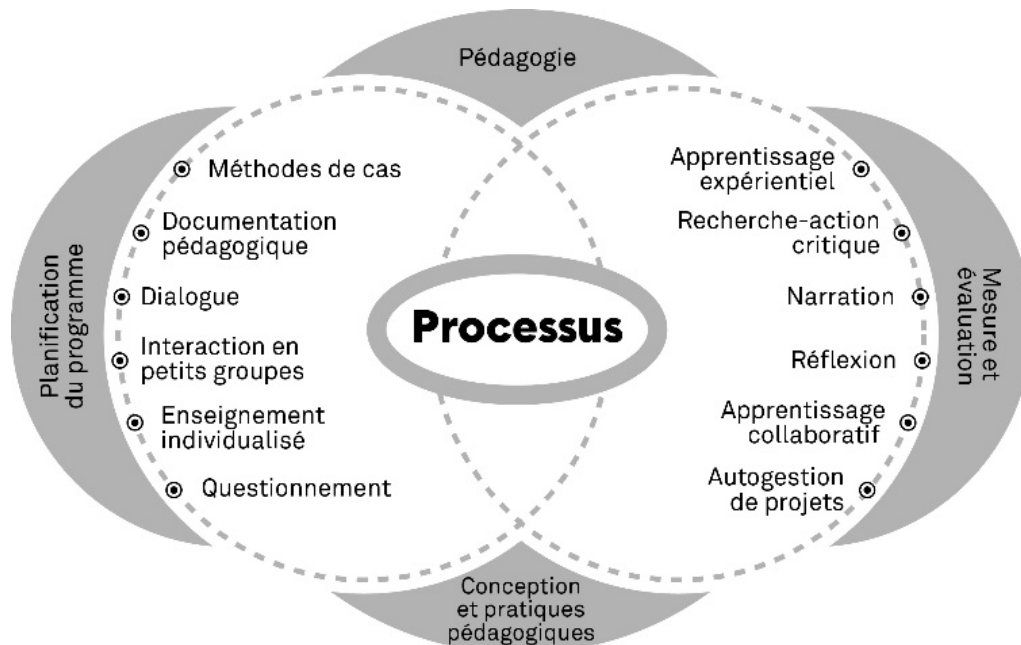 Pédagogie
Planification
du programme
Méthodes de cas
Documentation
pédagogique
Dialogue
Interaction en
petits groupes
Enseignement
individualisé
Questionnement
Processus
Apprentissage
expérientiel
Recherche-action
critique
Narration
Réflexion
Apprentissage
collaboratif
Autogestion
de projets
Mesure et
évaluation
Conception
et pratiques
pédagogiques